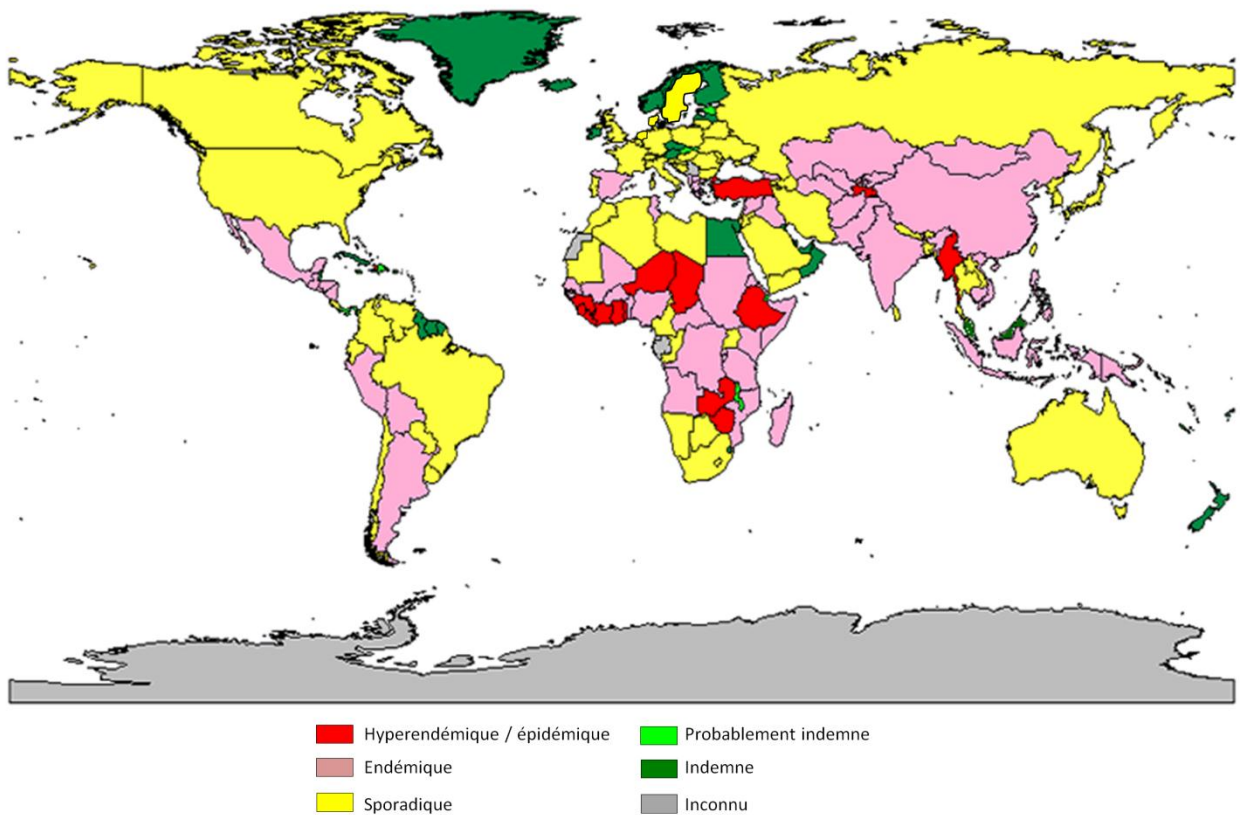 Hyperendémique / épidémique
Probablement indemne
Endémique
Indemne
Sporadique
Inconnu